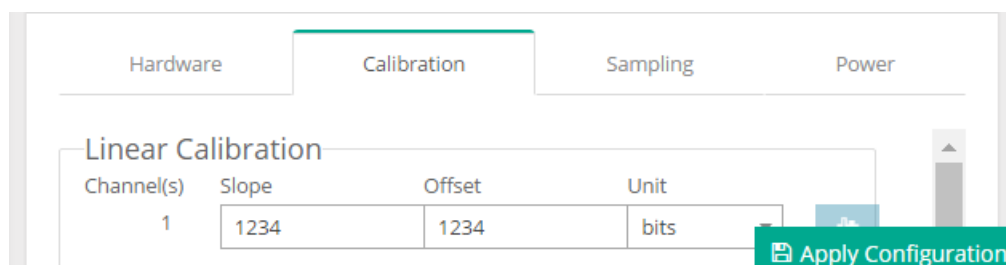 Hardware Calibration Sampling Power
Linear Calibration
Channel(s) Slope Offset Unit
1 1234 1234 bits
Apply Configuration